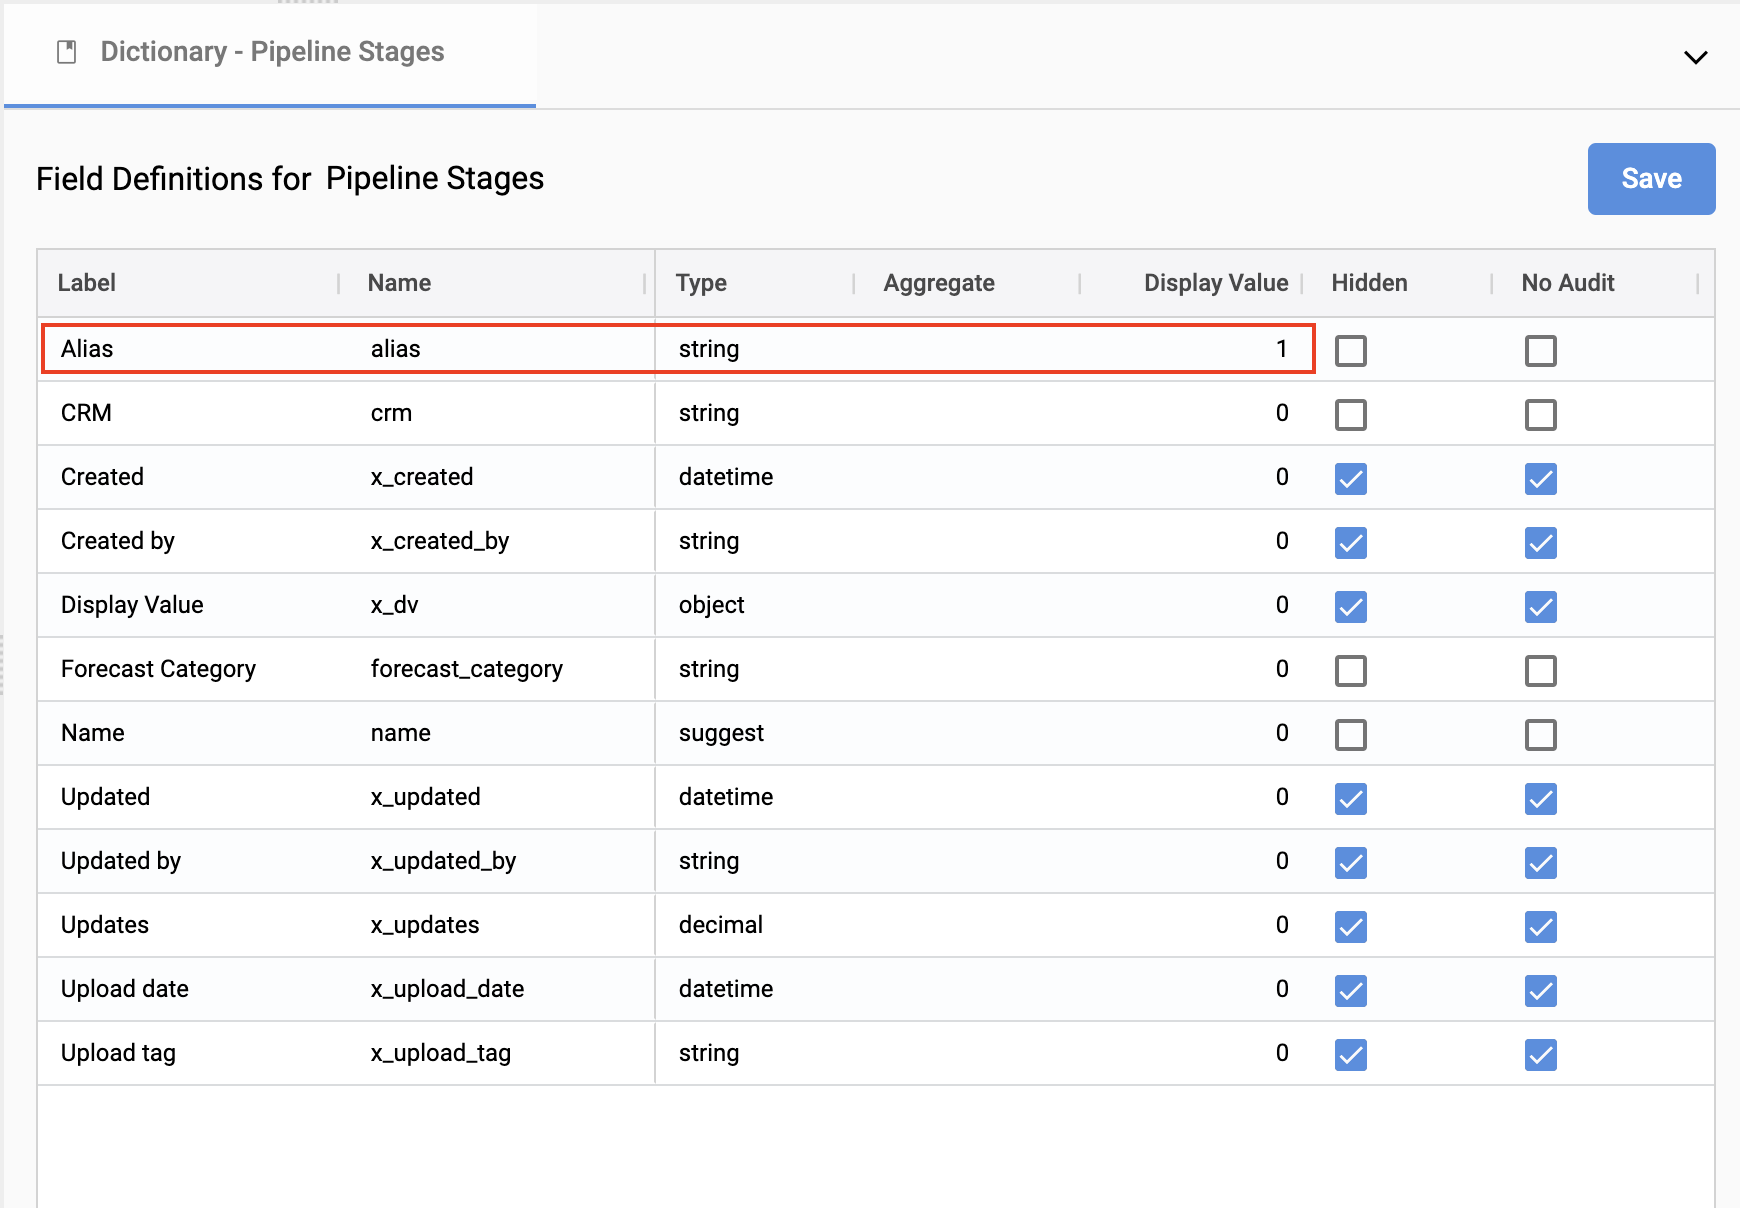 Dictionary - Pipeline Stages
Field Definitions for Pipeline Stages
Save
Label Name Type Aggregate Display Value Hidden No Audit
Alias alias string 1
CRM crm string 0
Created x_created datetime 0
Created by x_created_by string 0
Display Value x_dv object 0
Forecast Category forecast_category string 0
Name name suggest 0
Updated x_updated datetime 0
Updated by x_updated_by string 0
Updates x_updates decimal 0
Upload date x_upload_date datetime 0
Upload tag x_upload_tag string 0